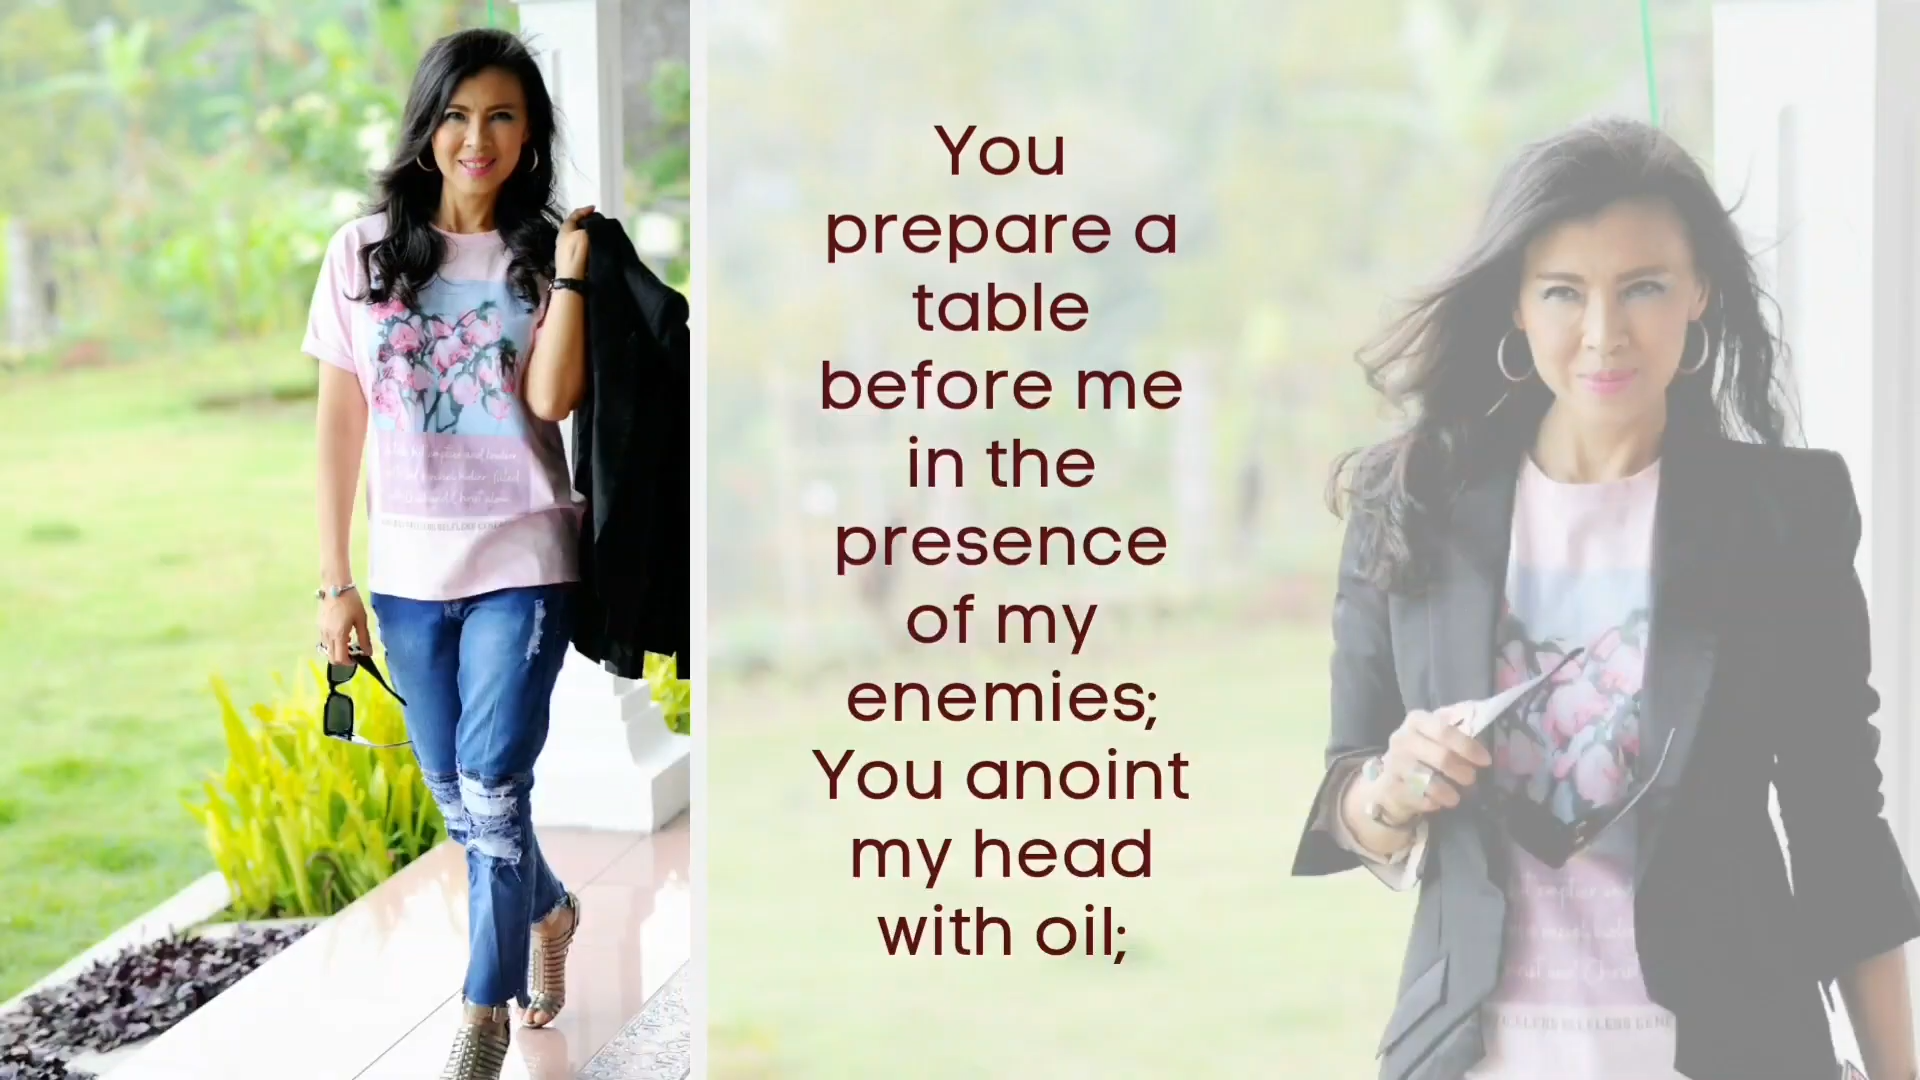 You
prepare a
table
before me
in the
presence
of my
enemies;
You anoint
my head
with oil;